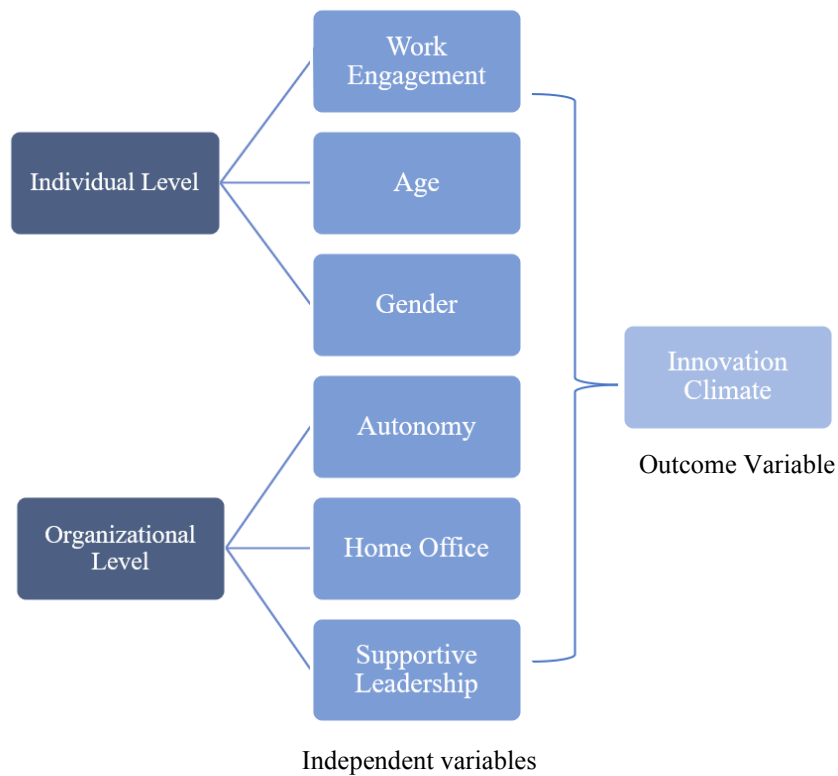 Work
Engagement
Individual Level
Age
Gender
Innovation
Climate
Autonomy
Outcome Variable
Organizational
Level
Home Office
Supportive
Leadership
Independent variables